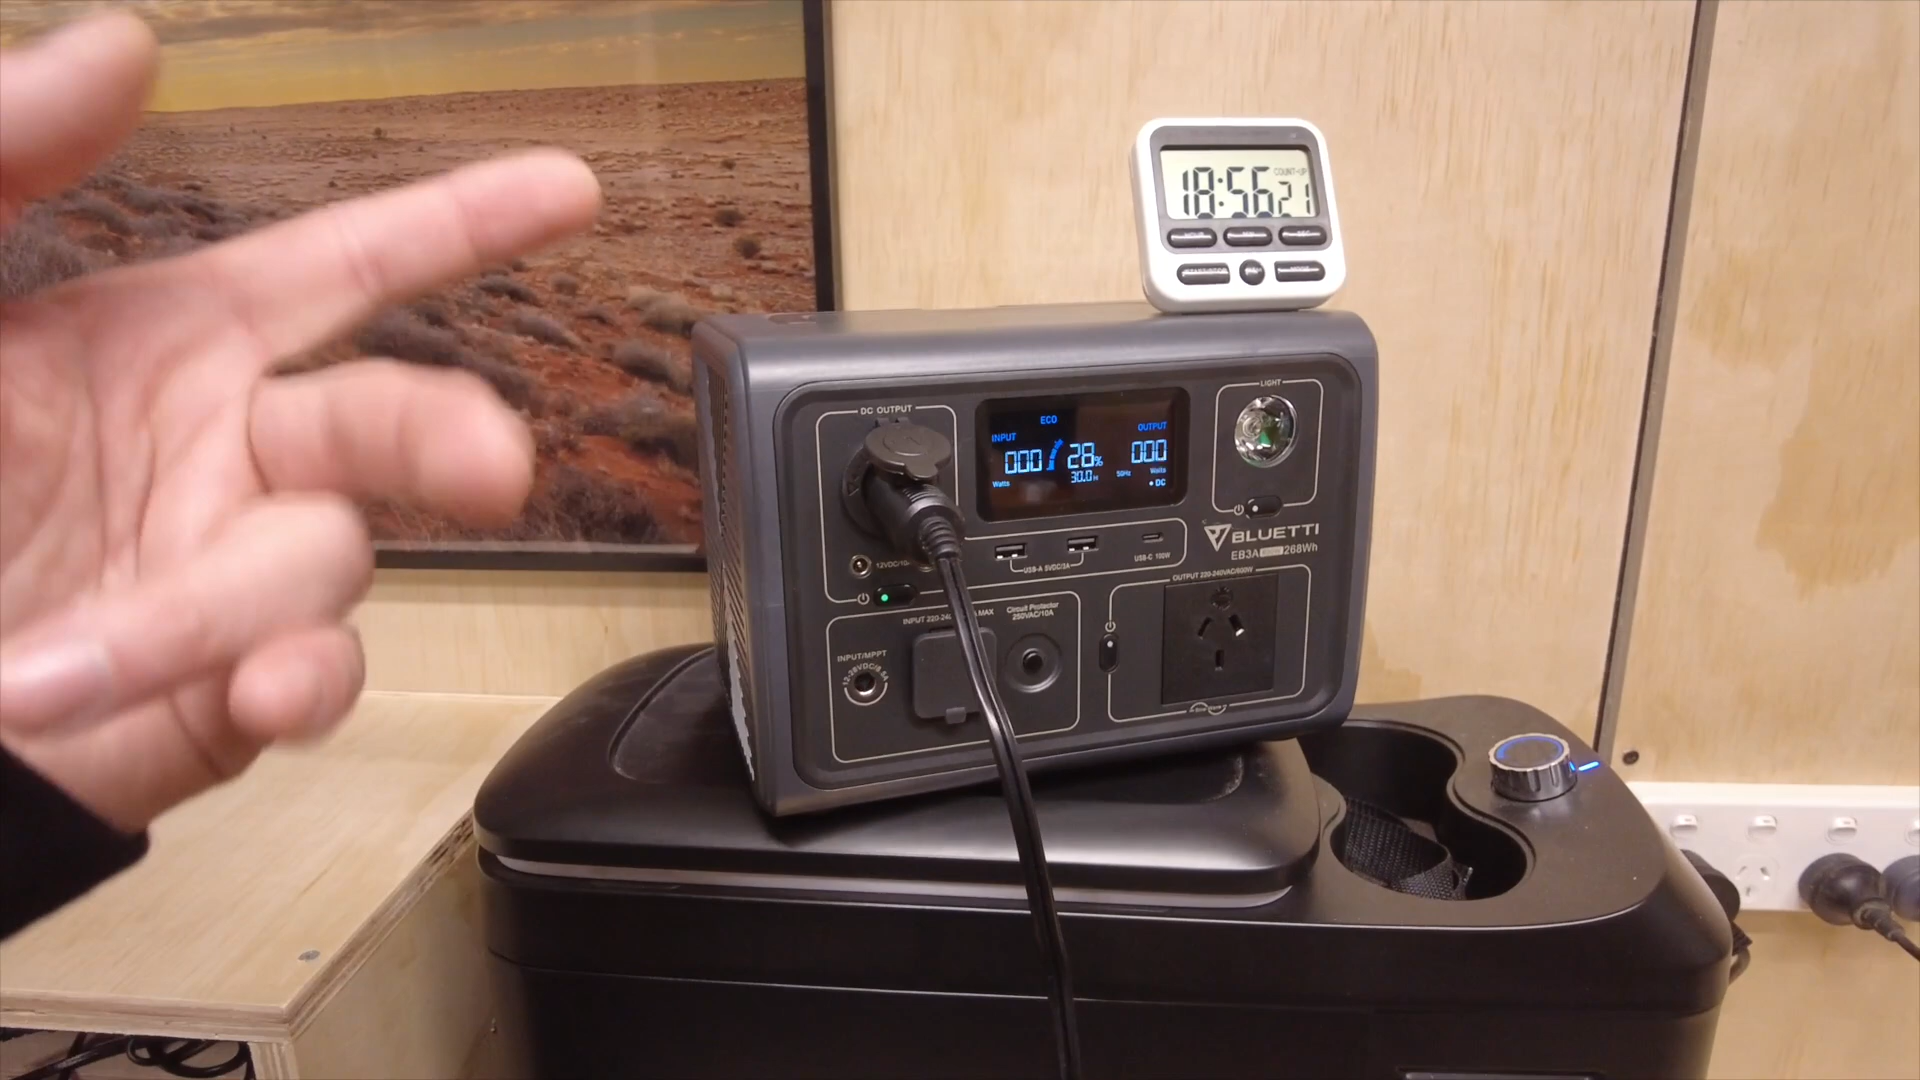 18:56 21
COUNT-UP
DC OUTPUT
ECO
INPUT
OUTPUT
000
28%
000
Watts
30.0H
50Hz
Watts
DC
LIGHT
BLUETTI
EB3A
268Wh
USB-A 5VDC/3A
USB-C 100W
OUTPUT 220-240VAC/600W
MAX
Circuit Protector
250VAC/10A
INPUT/MPPT